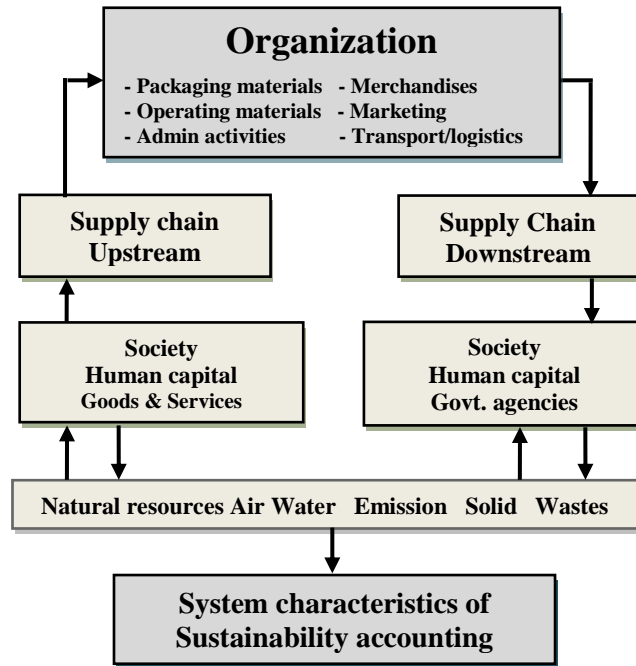 Organization
- Packaging materials - Merchandises
- Operating materials - Marketing
- Admin activities - Transport/logistics
Supply chain
Upstream
Supply Chain
Downstream
Society
Human capital
Goods & Services
Society
Human capital
Govt. agencies
Natural resources Air Water Emission Solid Wastes
System characteristics of
Sustainability accounting